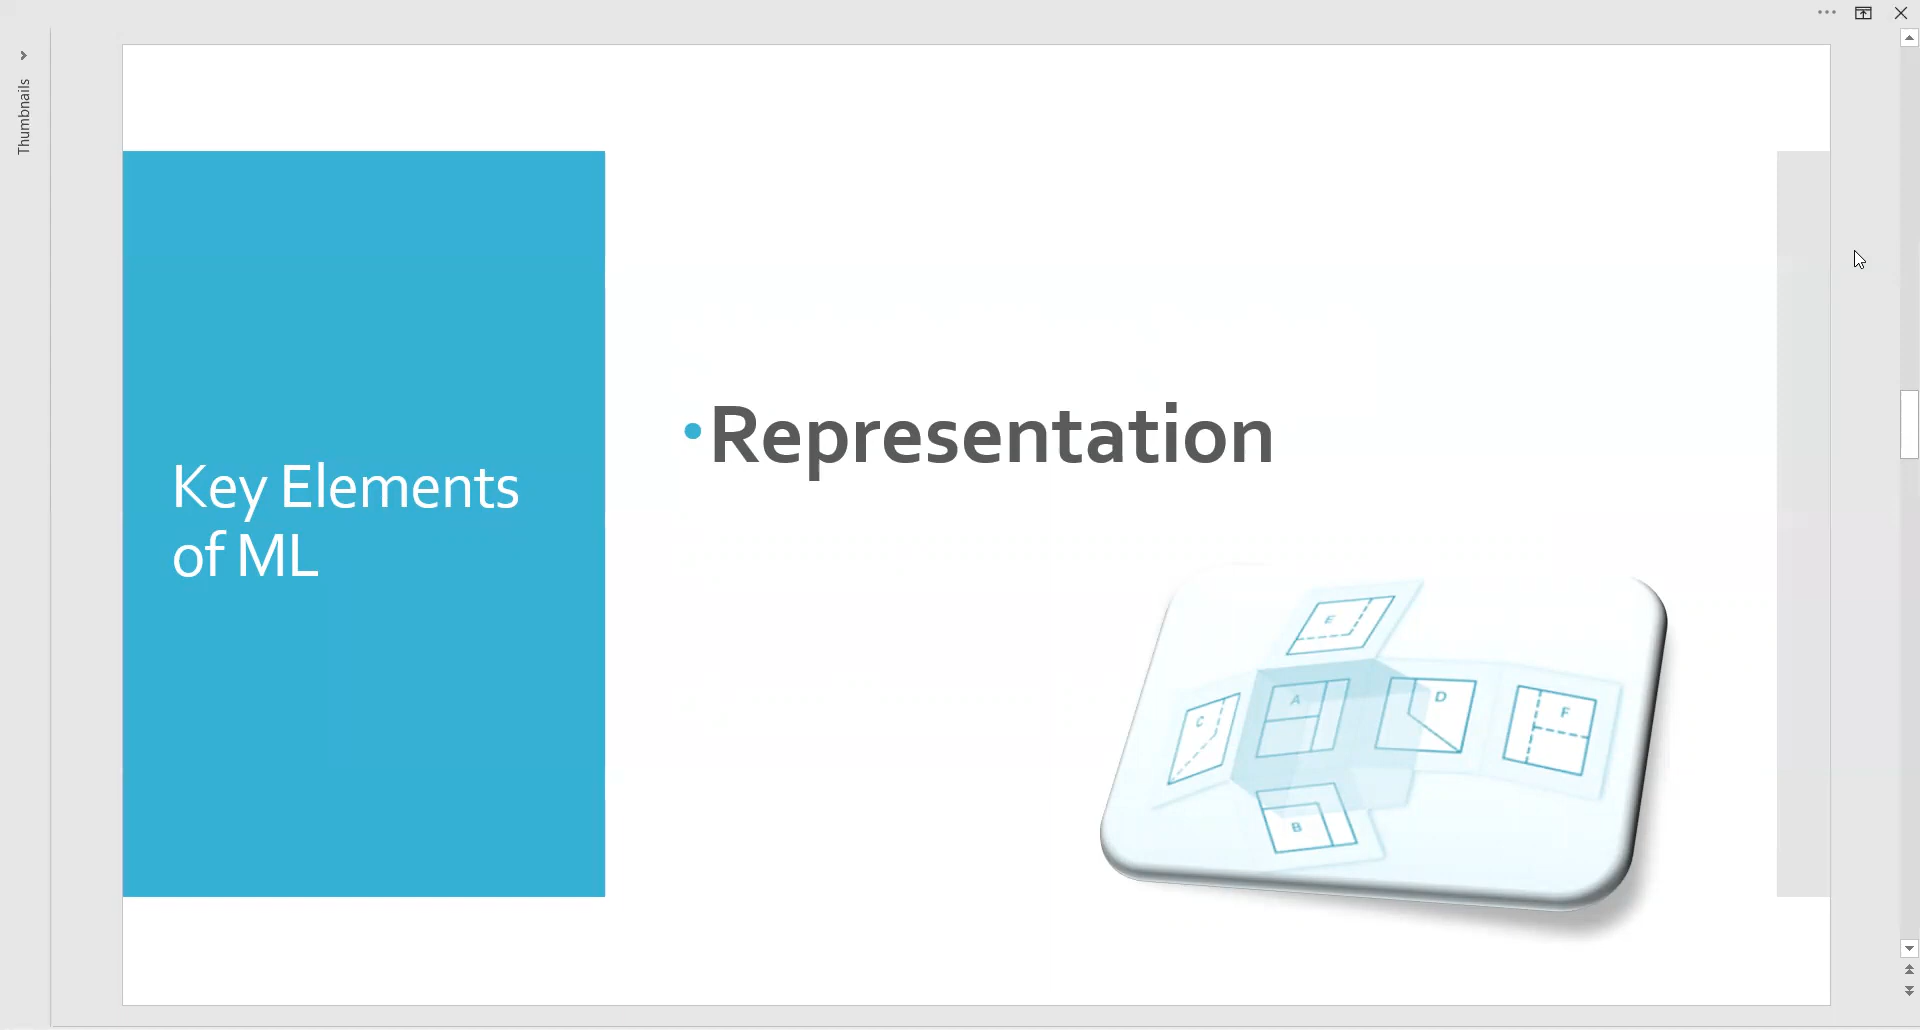 Thumbnails
Key Elements
of ML
•Representation
E
C
A
D
F
B